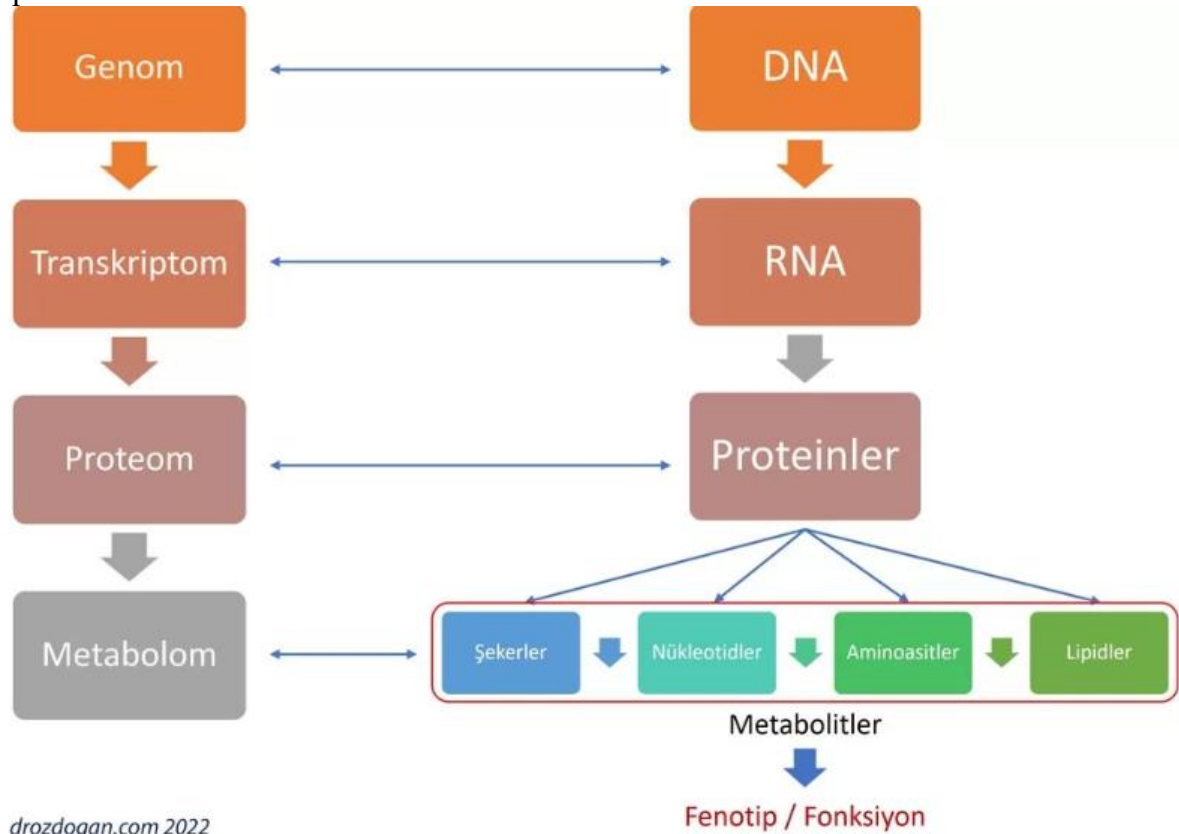 Genom
DNA
Transkriptom
RNA
Proteom
Proteinler
Metabolom
Şekerler
Nükleotidler
Aminoasitler
Lipidler
Metabolitler
Fenotip / Fonksiyon
drozdogan.com 2022